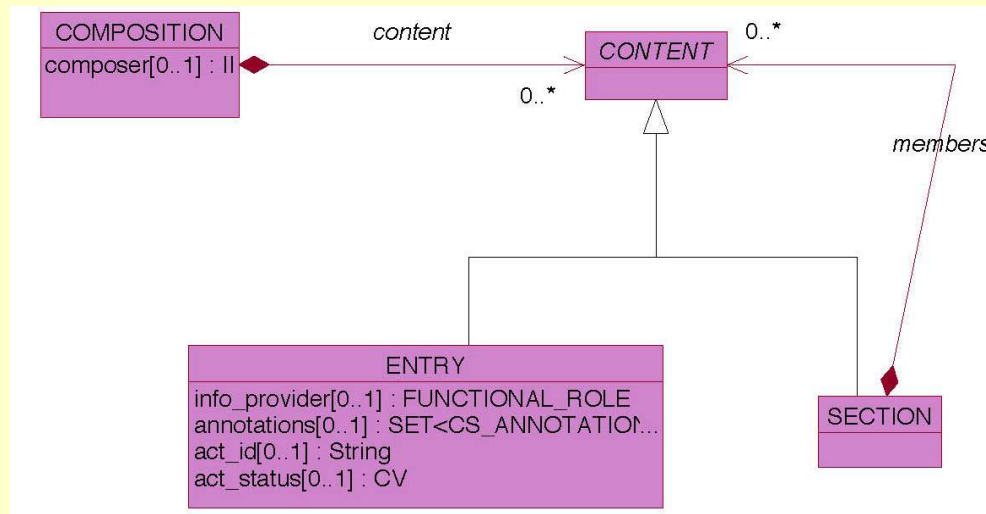 COMPOSITION
composer[0..1] : II
content
0..*
CONTENT
0..*
members
ENTRY
info_provider[0..1] : FUNCTIONAL_ROLE
annotations[0..1] : SET<CS_ANNOTATION...
act_id[0..1] : String
act_status[0..1] : CV
SECTION